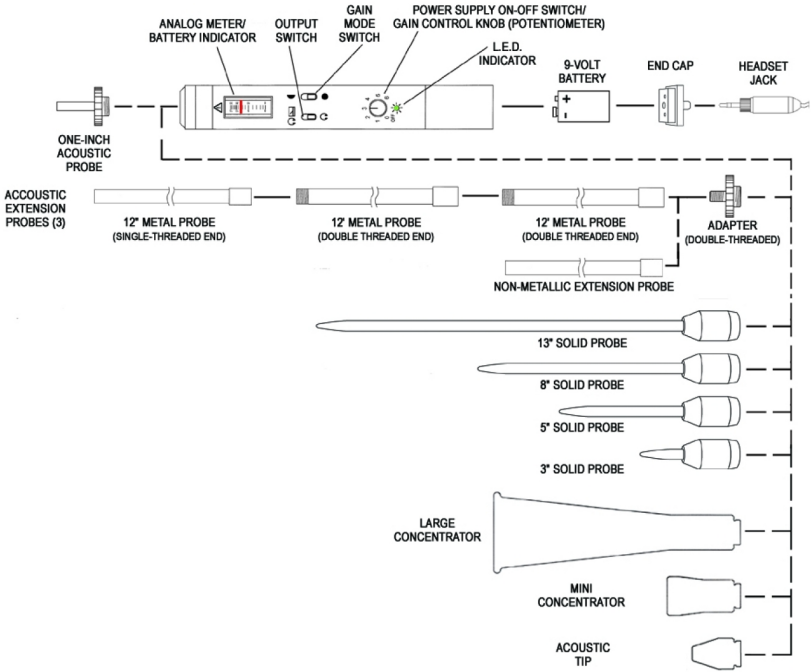 ANALOG METER/
BATTERY INDICATOR
OUTPUT
SWITCH
GAIN
MODE
SWITCH
POWER SUPPLY ON-OFF SWITCH/
GAIN CONTROL KNOB (POTENTIOMETER)
L.E.D.
INDICATOR
9-VOLT
BATTERY
END CAP
HEADSET
JACK
ONE-INCH
ACOUSTIC
PROBE
ACCOUSTIC
EXTENSION
PROBES (3)
12" METAL PROBE
(SINGLE-THREADED END)
12' METAL PROBE
(DOUBLE THREADED END)
12' METAL PROBE
(DOUBLE THREADED END)
ADAPTER
(DOUBLE-THREADED)
NON-METALLIC EXTENSION PROBE
13" SOLID PROBE
8" SOLID PROBE
5" SOLID PROBE
3" SOLID PROBE
LARGE
CONCENTRATOR
MINI
CONCENTRATOR
ACOUSTIC
TIP